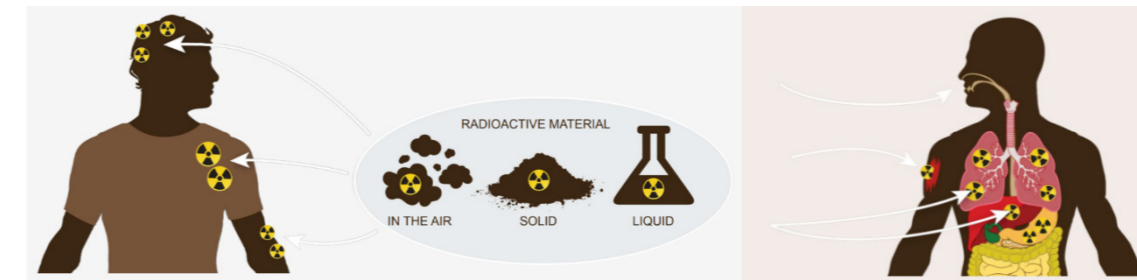 RADIOACTIVE MATERIAL
IN THE AIR
SOLID
LIQUID